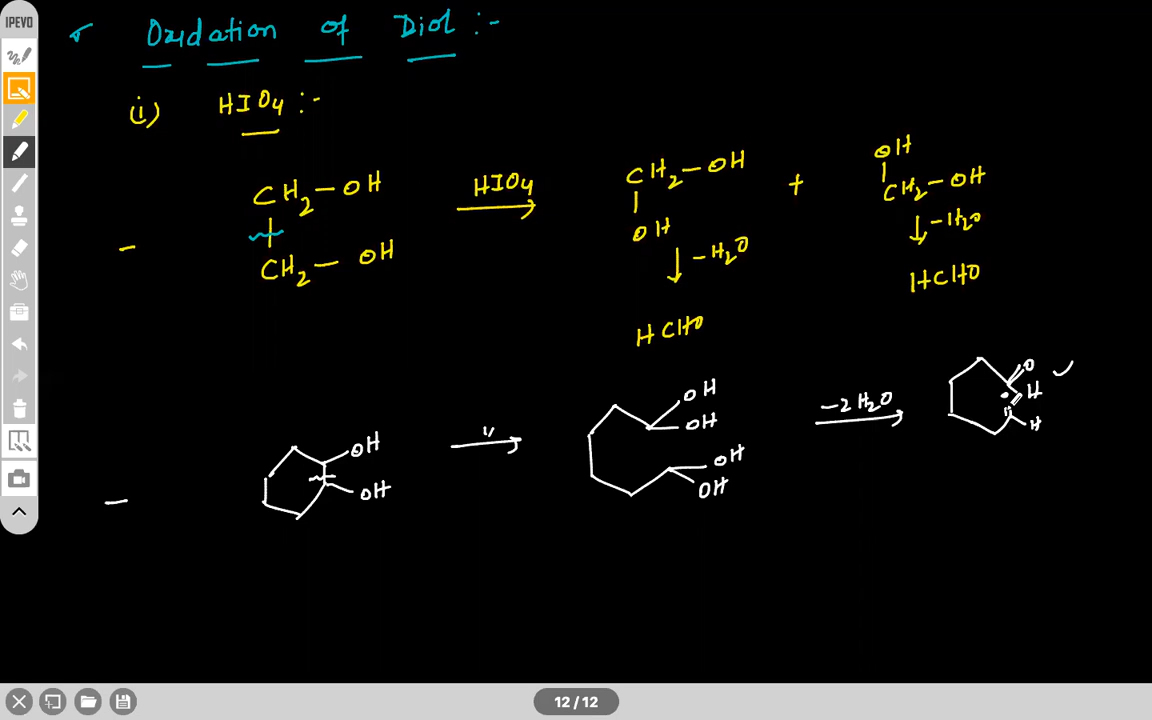 IPEVO
Oxidation of Diol :-
(i) HIO4 :-
OH
CH2-OH HIO4 CH2-OH + CH2-OH
OH -H2O
CH2-OH -H2O HCHO
HCHO
O
OH -2H2O H
OH OH H
OH OH
OH
12/12